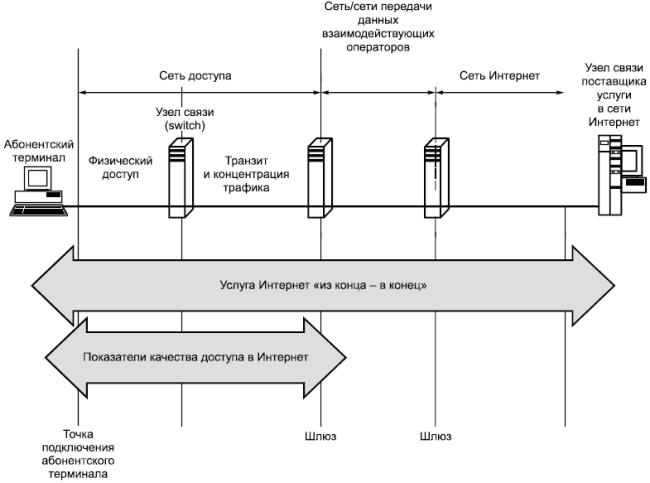 Сеть/сети передачи
данных
взаимодействующих
операторов
Сеть доступа
Сеть Интернет
Узел связи
поставщика
услуги
в сети
Интернет
Узел связи
(switch)
Абонентский
терминал
Физический
доступ
Транзит
и концентрация
трафика
Услуга Интернет «из конца – в конец»
Показатели качества доступа в Интернет
Точка
подключения
абонентского
терминала
Шлюз
Шлюз